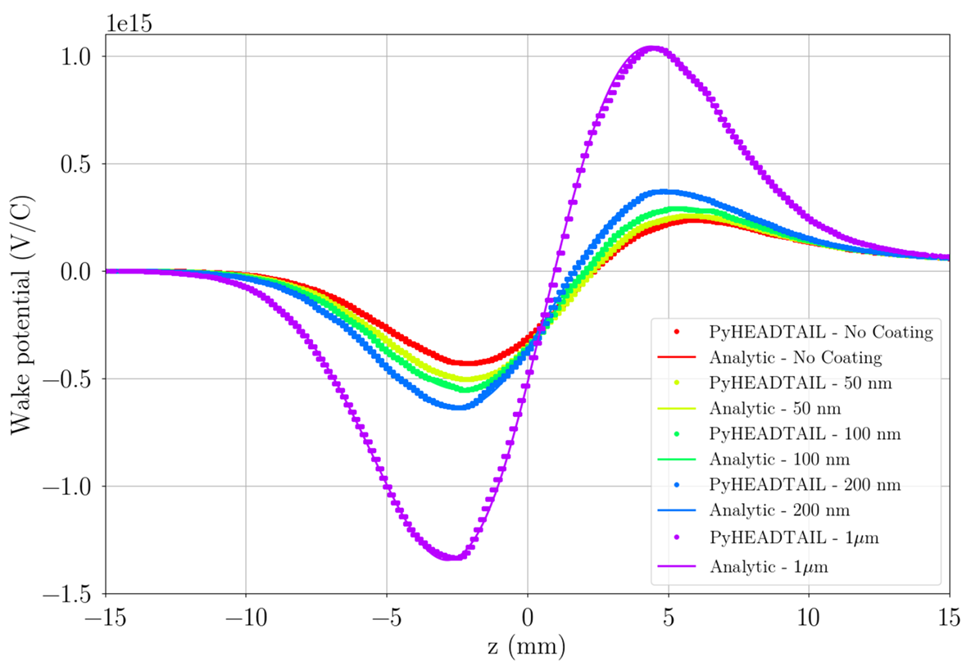 1e15
1.0
0.5
0.0
−0.5
−1.0
−1.5
Wake potential (V/C)
PyHEADTAIL - No Coating
Analytic - No Coating
PyHEADTAIL - 50 nm
Analytic - 50 nm
PyHEADTAIL - 100 nm
Analytic - 100 nm
PyHEADTAIL - 200 nm
Analytic - 200 nm
PyHEADTAIL - 1μm
Analytic - 1μm
−15 −10 −5 0 5 10 15
z (mm)